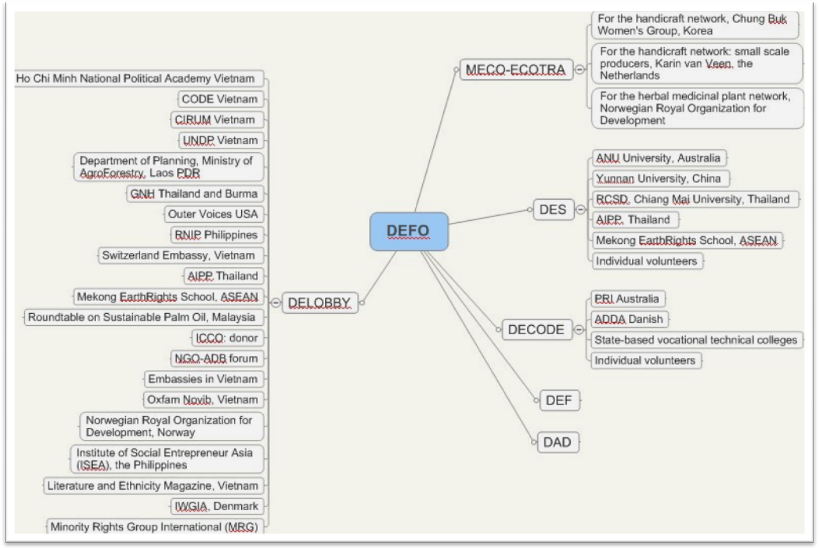 DEFO
MECO-ECOTRA
For the handicraft network, Chung Buk
Women's Group, Korea
For the handicraft network: small scale
producers, Karin van Veen, the
Netherlands
For the herbal medicinal plant network,
Norwegian Royal Organization for
Development
DES
ANU University, Australia
Yunnan University, China
RCSD, Chiang Mai University, Thailand
AIPP, Thailand
Mekong EarthRights School, ASEAN
Individual volunteers
DECODE
PRI Australia
ADDA Danish
State-based vocational technical colleges
Individual volunteers
DEF
DAD
DELOBBY
Ho Chi Minh National Political Academy Vietnam
CODE Vietnam
CIRUM Vietnam
UNDP Vietnam
Department of Planning, Ministry of
AgroForestry, Laos PDR
GNH Thailand and Burma
Outer Voices USA
RNIP Philippines
Switzerland Embassy, Vietnam
AIPP Thailand
Mekong EarthRights School, ASEAN
Roundtable on Sustainable Palm Oil, Malaysia
ICCO: donor
NGO-ADB forum
Embassies in Vietnam
Oxfam Novib, Vietnam
Norwegian Royal Organization for
Development, Norway
Institute of Social Entrepreneur Asia
(ISEA), the Philippines
Literature and Ethnicity Magazine, Vietnam
IWGIA, Denmark
Minority Rights Group International (MRG)